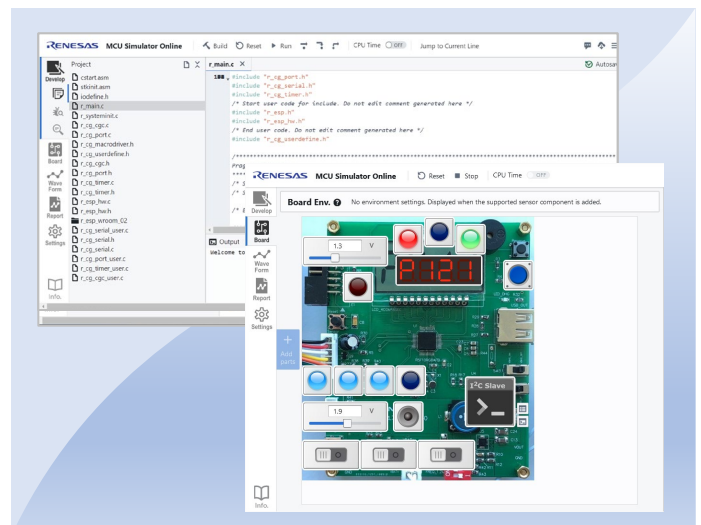 RENESAS MCU Simulator Online Build Reset Run CPU Time OFF Jump to Current Line
Develop
Board
Wave
Form
Report
Settings
Info.
Project
cstart.asm
stkinit.asm
iodefine.h
r_main.c
r_systeminit.c
r_cg_cgc.c
r_cg_port.c
r_cg_macrodriver.h
r_cg_userdefine.h
r_cg_cgc.h
r_cg_port.h
r_cg_timer.c
r_cg_timer.h
r_esp_hw.c
r_esp_hw.h
r_esp_wroom_02
r_cg_serial_user.c
r_cg_serial.h
r_cg_serial.c
r_cg_port_user.c
r_cg_timer_user.c
r_cg_cgc_user.c
r_main.c × Autosav
#include "r_cg_port.h"
#include "r_cg_serial.h"
#include "r_cg_timer.h"
/* Start user code for include. Do not edit comment generated here */
#include "r_esp.h"
#include "r_esp_hw.h"
/* End user code. Do not edit comment generated here */
#include "r_cg_userdefine.h"
Output
Welcome to
RENESAS MCU Simulator Online Reset Stop CPU Time OFF
Develop
Board
Wave
Form
Report
Settings
Info.
Board Env. No environment settings. Displayed when the supported sensor component is added.
Add
parts
1.3 V
P121
I²C Slave
1.9 V
VOUT
GND